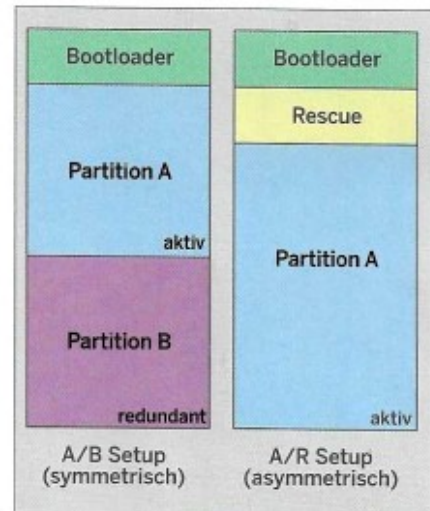 Bootloader
Partition A
aktiv
Partition B
redundant
A/B Setup
(symmetrisch)
Bootloader
Rescue
Partition A
aktiv
A/R Setup
(asymmetrisch)